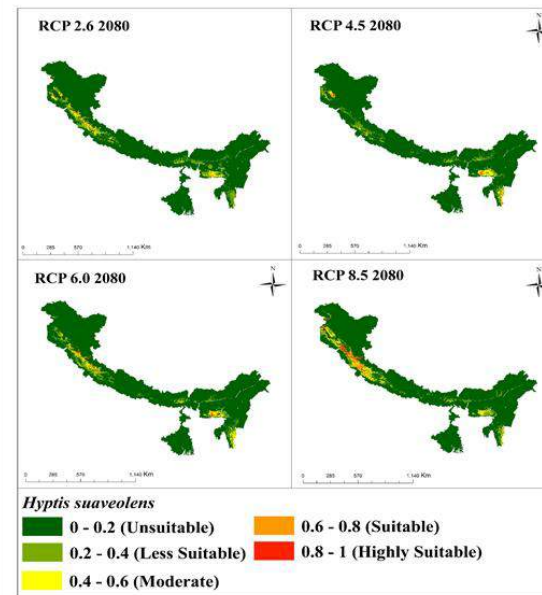 RCP 2.6 2080
N
RCP 4.5 2080
N
0 285 570 1,140 Km
0 285 570 1,140 Km
RCP 6.0 2080
N
RCP 8.5 2080
N
0 285 570 1,140 Km
0 285 570 1,140 Km
Hyptis suaveolens
0 - 0.2 (Unsuitable)
0.6 - 0.8 (Suitable)
0.2 - 0.4 (Less Suitable)
0.8 - 1 (Highly Suitable)
0.4 - 0.6 (Moderate)